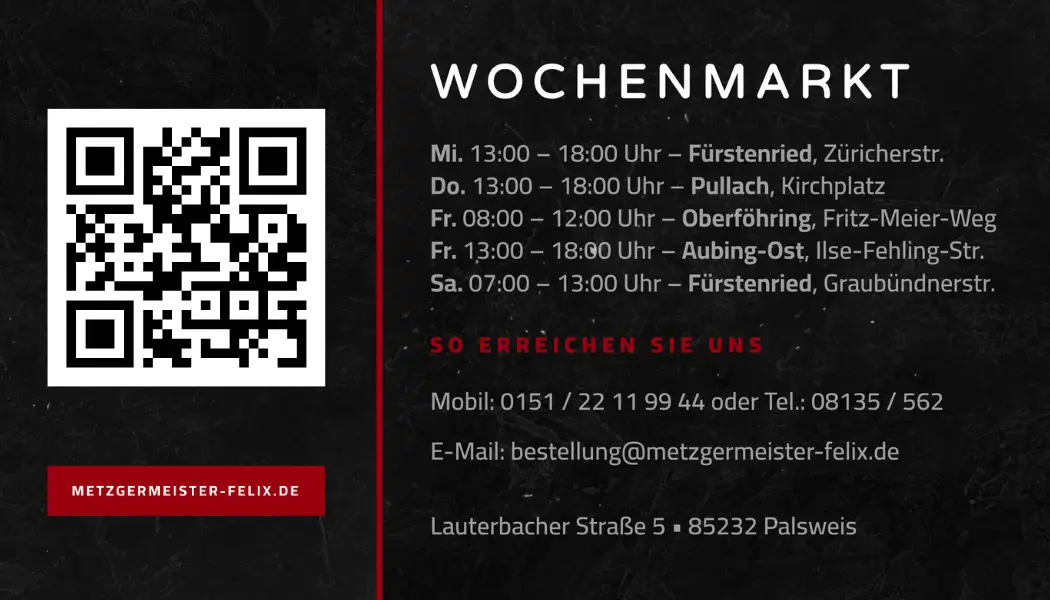 WOCHENMARKT
Mi. 13:00 – 18:00 Uhr – Fürstenried, Züricherstr.
Do. 13:00 – 18:00 Uhr – Pullach, Kirchplatz
Fr. 08:00 – 12:00 Uhr – Oberföhring, Fritz-Meier-Weg
Fr. 13:00 – 18:00 Uhr – Aubing-Ost, Ilse-Fehling-Str.
Sa. 07:00 – 13:00 Uhr – Fürstenried, Graubündnerstr.
SO ERREICHEN SIE UNS
Mobil: 0151 / 22 11 99 44 oder Tel.: 08135 / 562
E-Mail: bestellung@metzgermeister-felix.de
Lauterbacher Straße 5 ▪ 85232 Palsweis
METZGERMEISTER-FELIX.DE